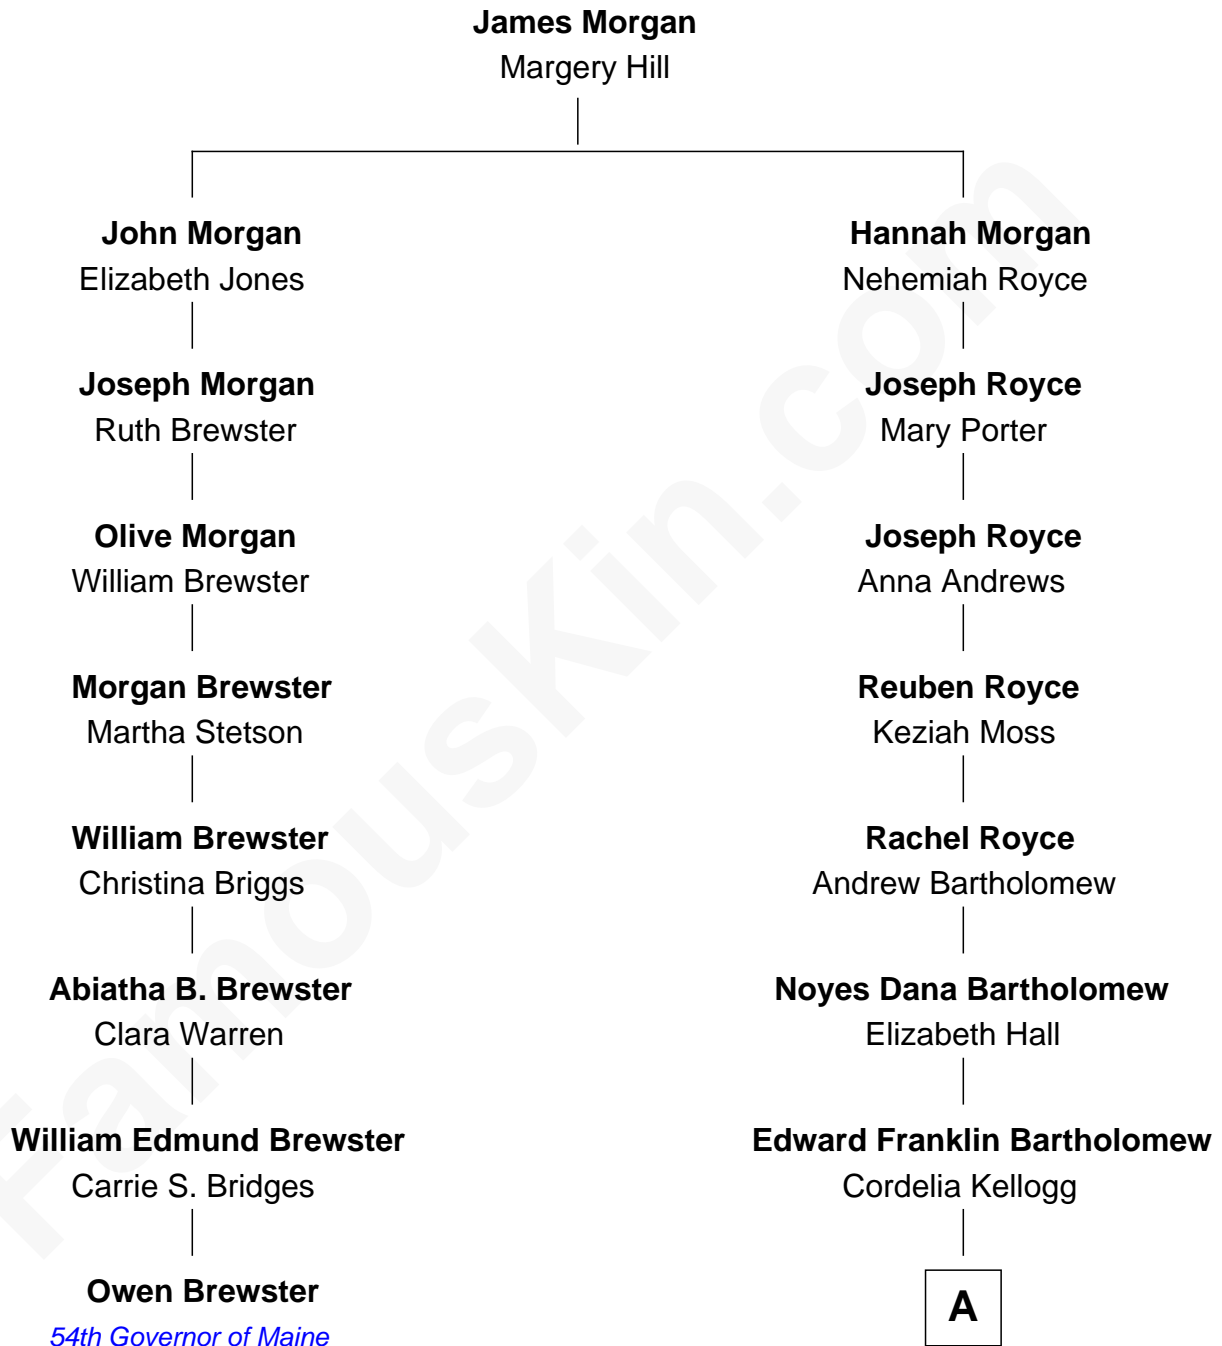 James Morgan
Margery Hill
John Morgan
Elizabeth Jones
Hannah Morgan
Nehemiah Royce
Joseph Morgan
Ruth Brewster
Joseph Royce
Mary Porter
Olive Morgan
William Brewster
Joseph Royce
Anna Andrews
Morgan Brewster
Martha Stetson
Reuben Royce
Keziah Moss
William Brewster
Christina Briggs
Rachel Royce
Andrew Bartholomew
Abiatha B. Brewster
Clara Warren
Noyes Dana Bartholomew
Elizabeth Hall
William Edmund Brewster
Carrie S. Bridges
Edward Franklin Bartholomew
Cordelia Kellogg
Owen Brewster
54th Governor of Maine
A
FamousKin.com